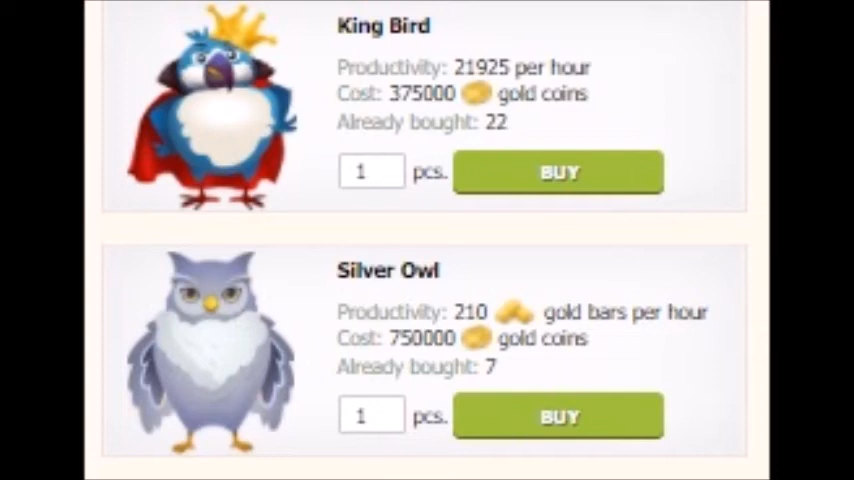 King Bird
Productivity: 21925 per hour
Cost: 375000 gold coins
Already bought: 22
1 pcs. BUY
Silver Owl
Productivity: 210 gold bars per hour
Cost: 750000 gold coins
Already bought: 7
1 pcs. BUY